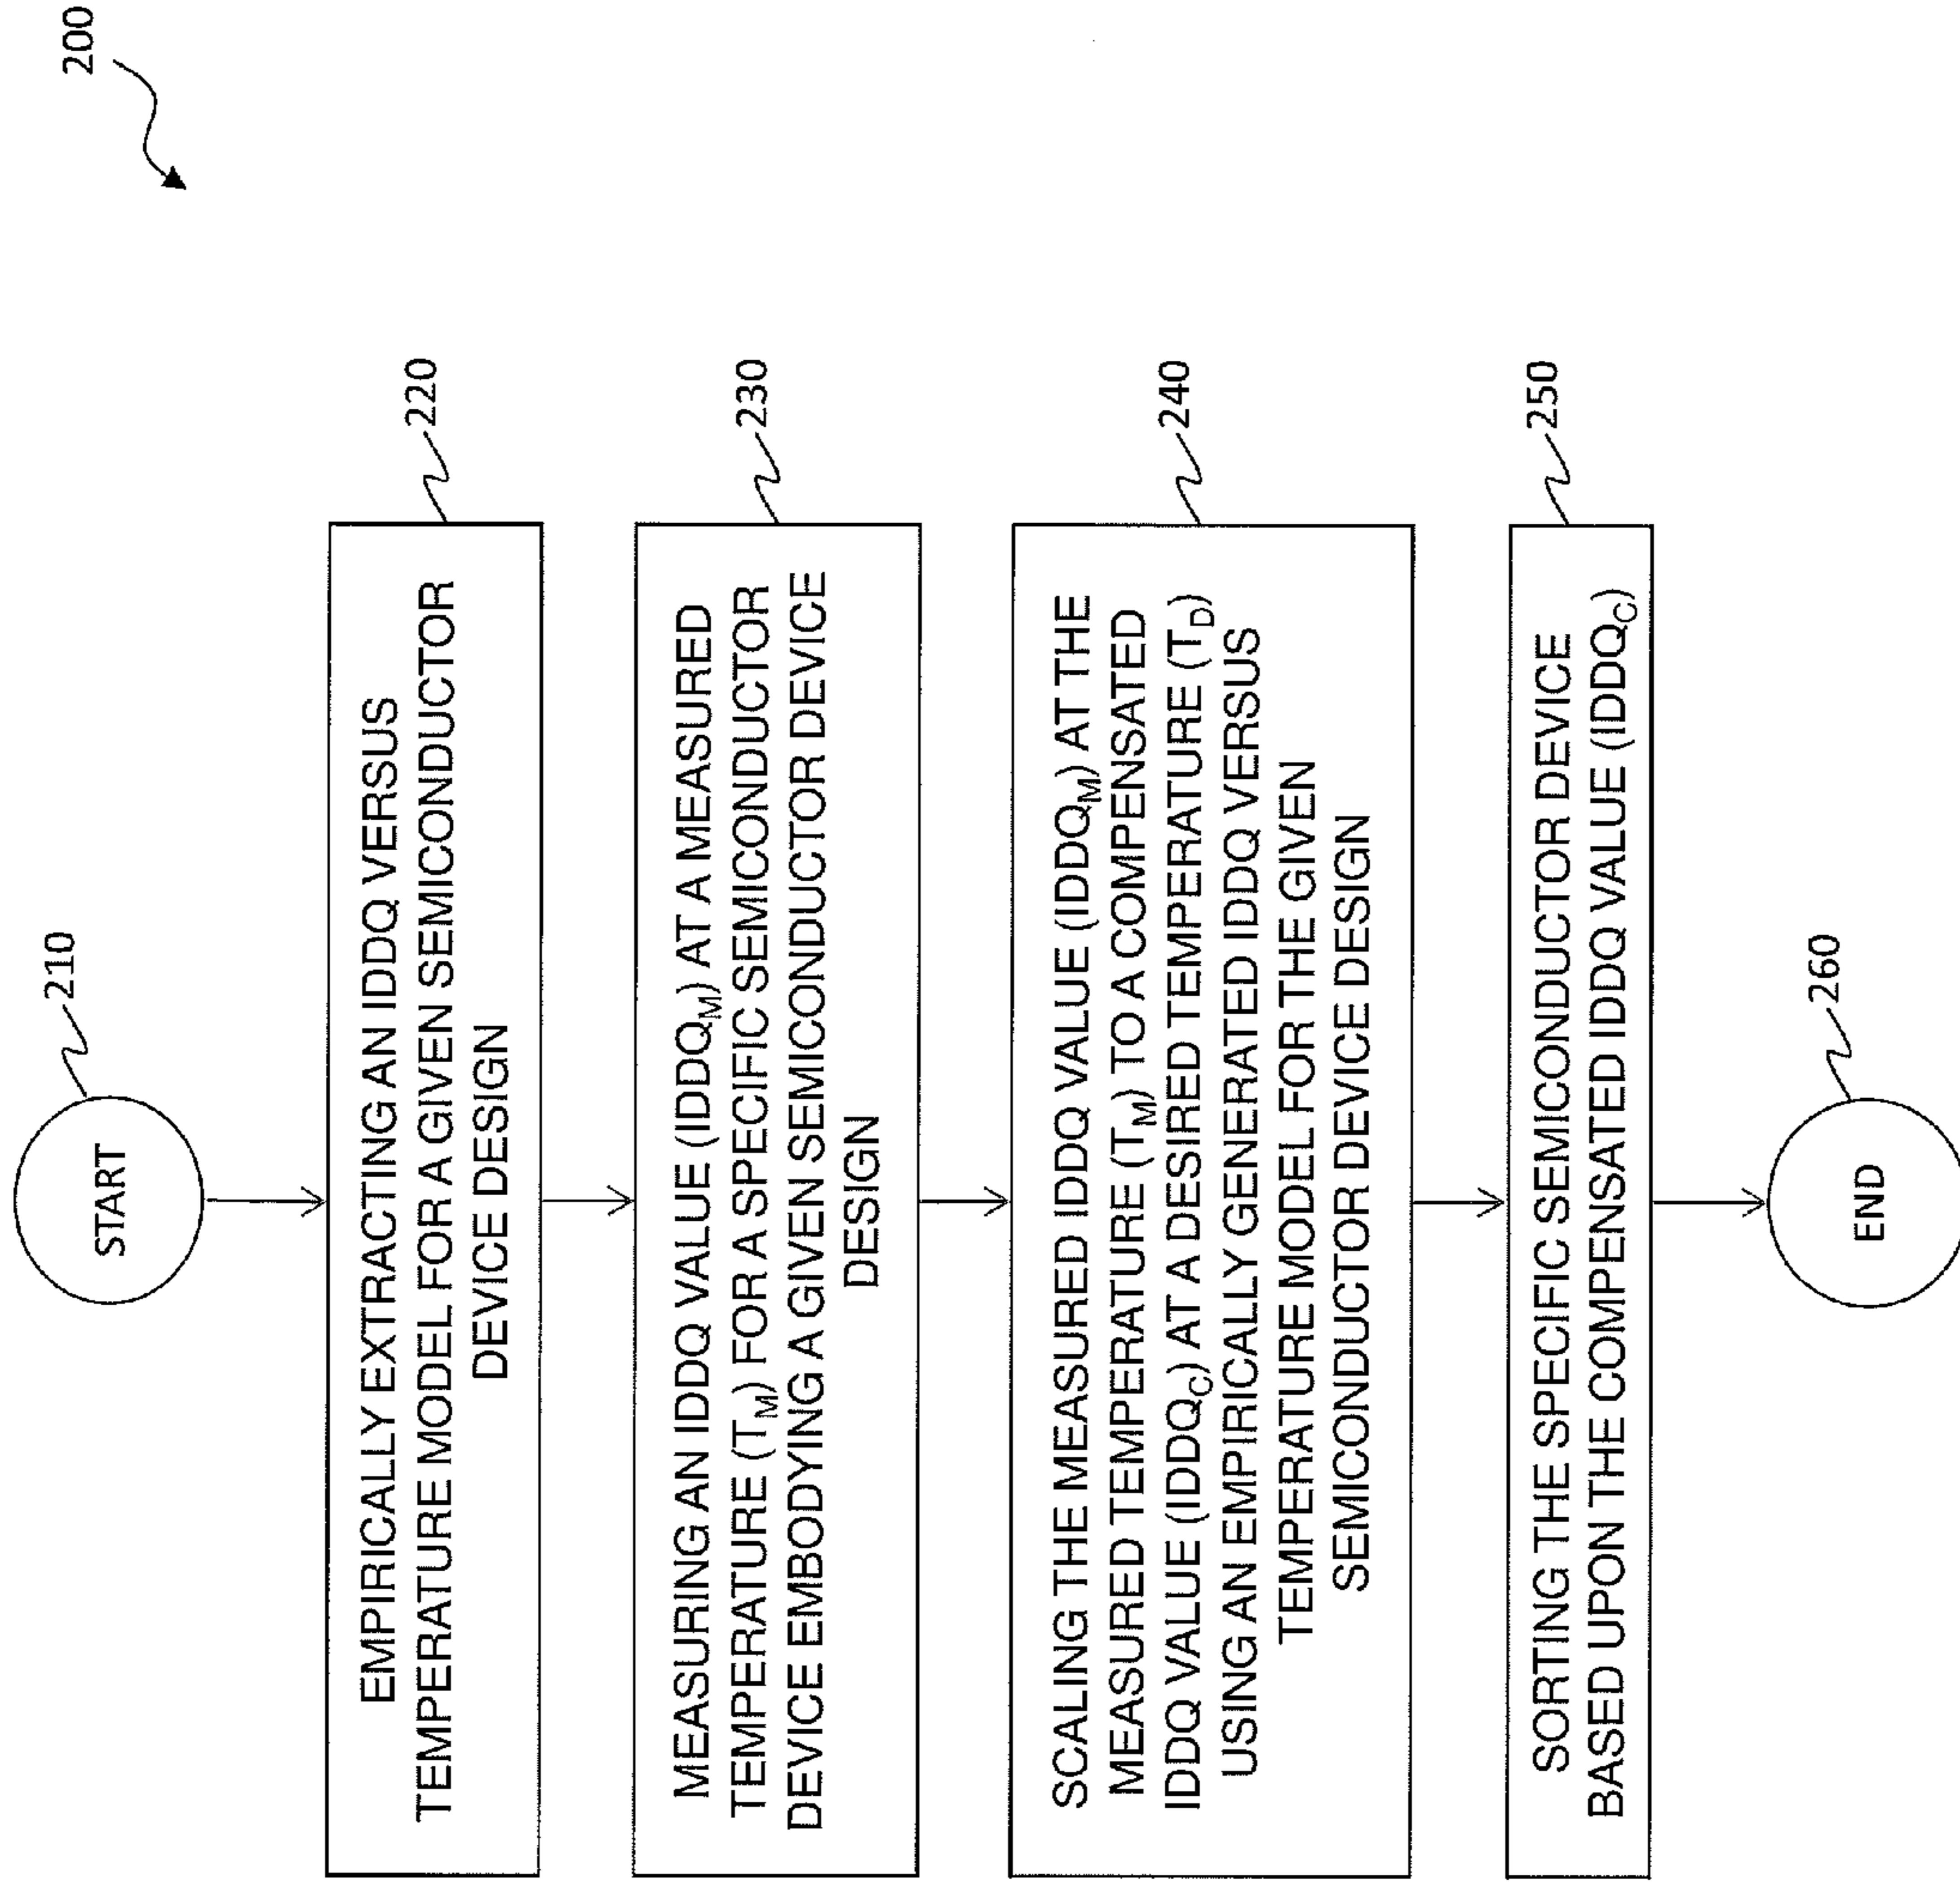 200
START
210
EMPIRICALLY EXTRACTING AN IDDQ VERSUS
TEMPERATURE MODEL FOR A GIVEN SEMICONDUCTOR
DEVICE DESIGN
220
MEASURING AN IDDQ VALUE (IDDQM) AT A MEASURED
TEMPERATURE (TM) FOR A SPECIFIC SEMICONDUCTOR
DEVICE EMBODYING A GIVEN SEMICONDUCTOR DEVICE
DESIGN
230
SCALING THE MEASURED IDDQ VALUE (IDDQM) AT THE
MEASURED TEMPERATURE (TM) TO A COMPENSATED
IDDQ VALUE (IDDQC) AT A DESIRED TEMPERATURE (TD)
USING AN EMPIRICALLY GENERATED IDDQ VERSUS
TEMPERATURE MODEL FOR THE GIVEN
SEMICONDUCTOR DEVICE DESIGN
240
SORTING THE SPECIFIC SEMICONDUCTOR DEVICE
BASED UPON THE COMPENSATED IDDQ VALUE (IDDQC)
250
END
260